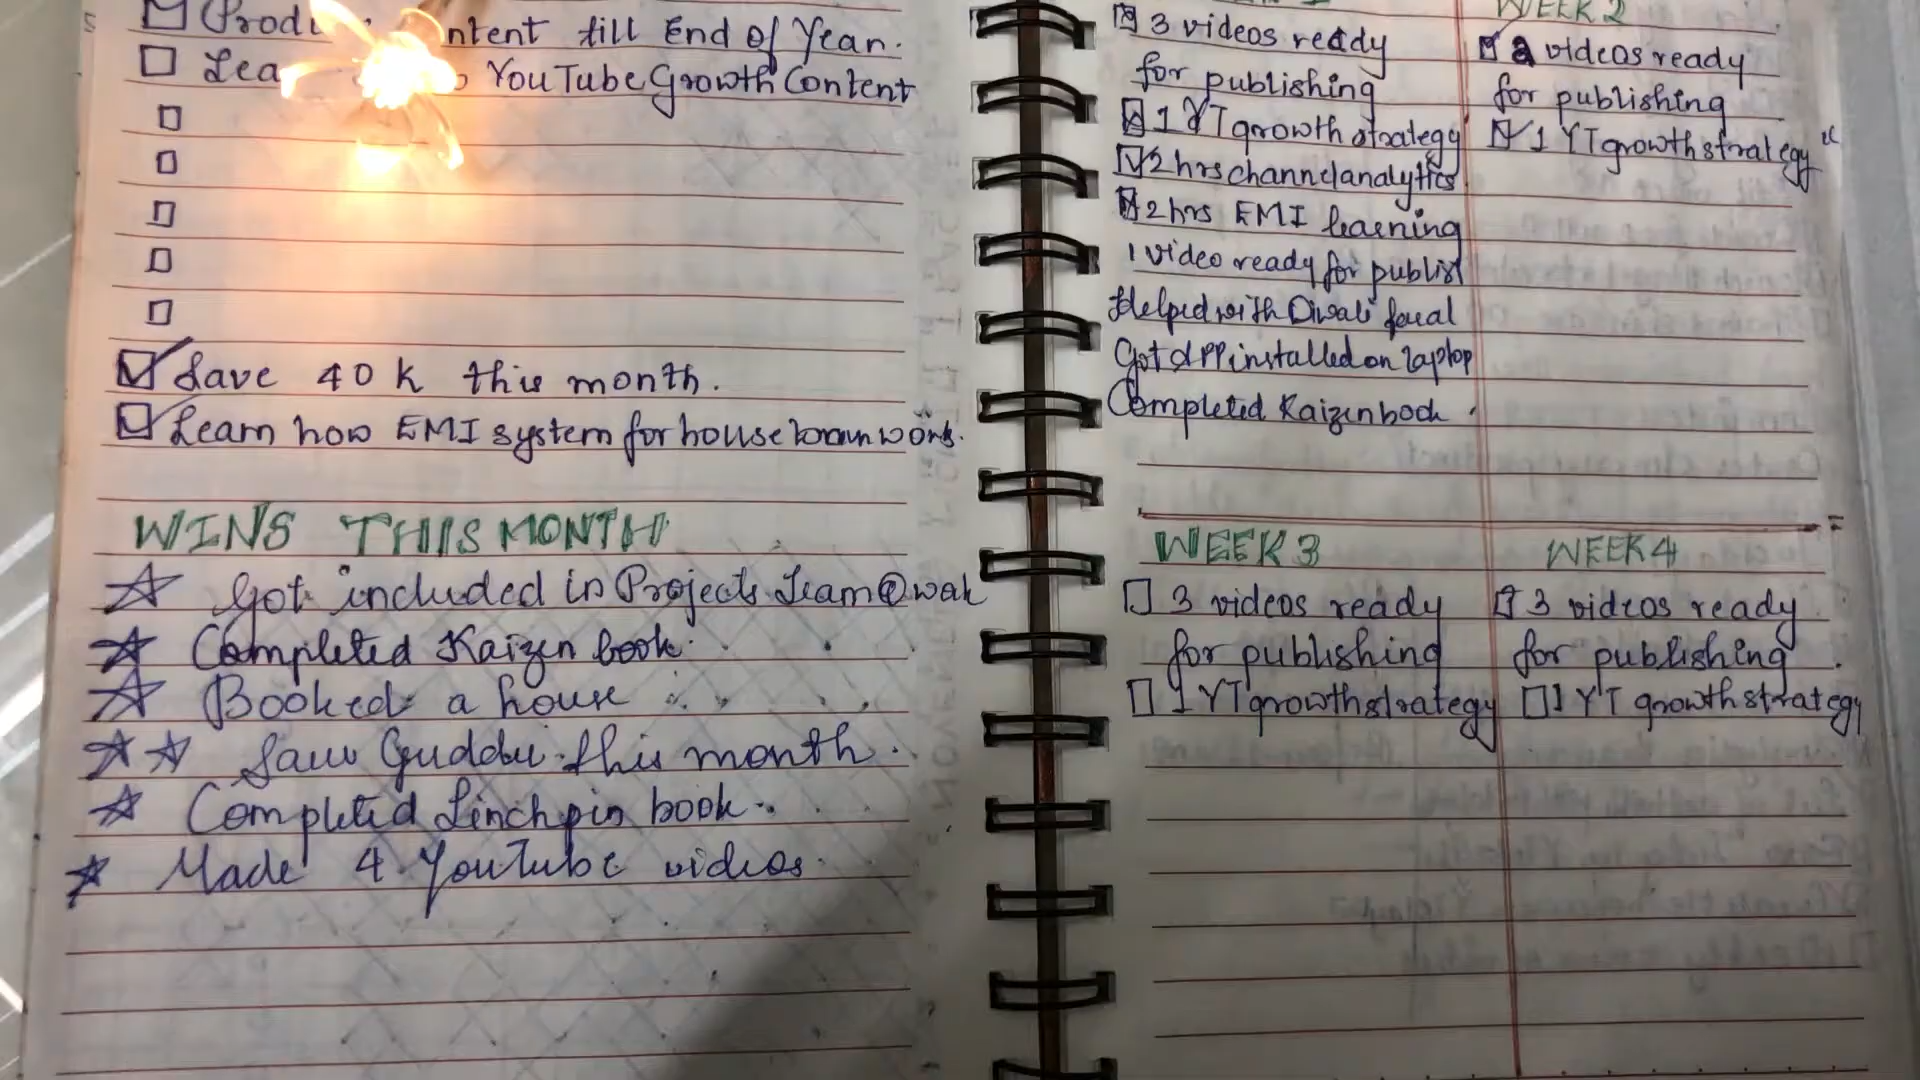 till End of Year.
YouTube Growth Content
Save 40k this month.
Learn how EMI system for house loan work.
WINS THIS MONTH
Got included in Projects Team @
Completed Kaizen book.
Booked a house
Saw Guddu this month.
Completed Linchpin book.
Made 4 YouTube videos.
3 videos ready
for publishing
1 YT growth strategy
2 hrs channel analytics
2 hrs EMI learning
1 video ready for publish
Helped with Diwali faral
Got installed on laptop
Completed Kaizen book.
WEEK 2
2 videos ready
for publishing
1 YT growth strategy
WEEK 3
3 videos ready
for publishing
1 YT growth strategy
WEEK 4
3 videos ready
for publishing
1 YT growth strategy